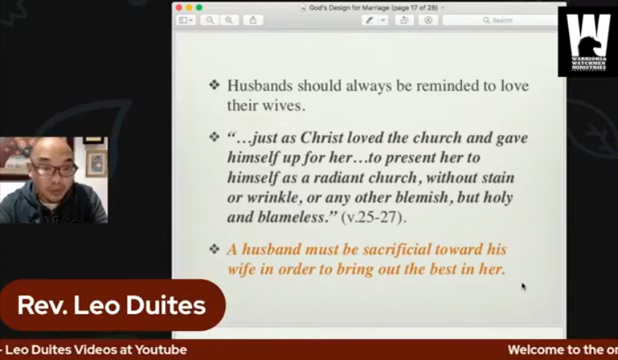 God's Design for Marriage (page 17 of 28)
Search
W
WARRIORS &
WATCHMEN
MINISTRIES
❖ Husbands should always be reminded to love
their wives.
❖ “…just as Christ loved the church and gave
himself up for her…to present her to
himself as a radiant church, without stain
or wrinkle, or any other blemish, but holy
and blameless.” (v.25-27).
❖ A husband must be sacrificial toward his
wife in order to bring out the best in her.
Rev. Leo Duites
- Leo Duites Videos at Youtube
Welcome to the on